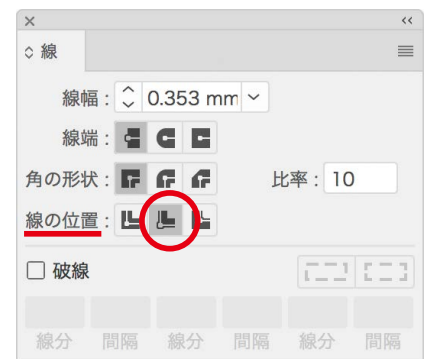 線
線幅 : 0.353 mm
線端 :
角の形状 : 比率 : 10
線の位置 :
破線
線分 間隔 線分 間隔 線分 間隔